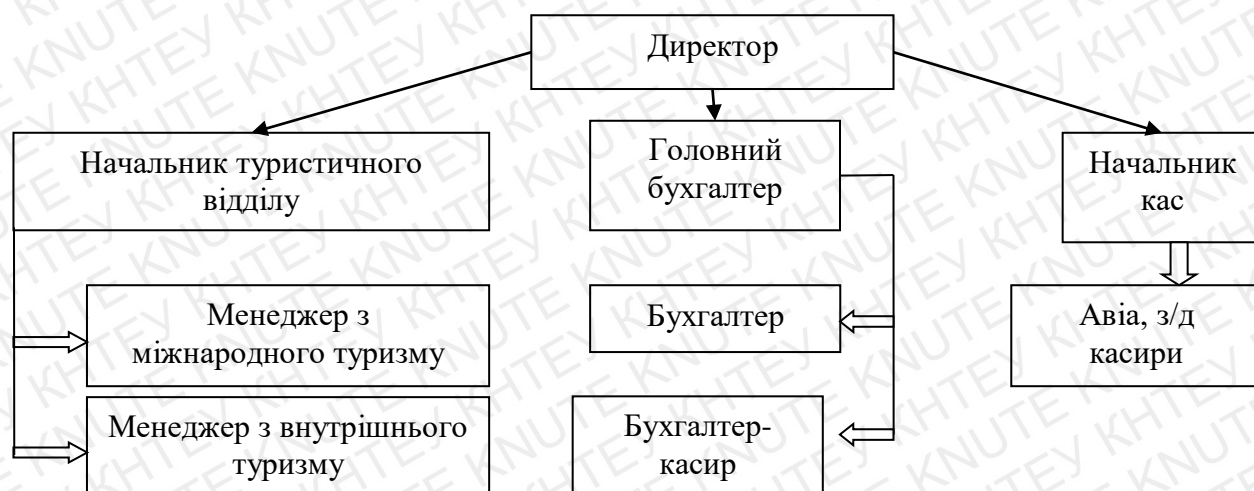 Директор
Начальник туристичного
відділу
Головний
бухгалтер
Начальник
кас
Менеджер з
міжнародного туризму
Бухгалтер
Авіа, з/д
касири
Менеджер з внутрішнього
туризму
Бухгалтер-
касир